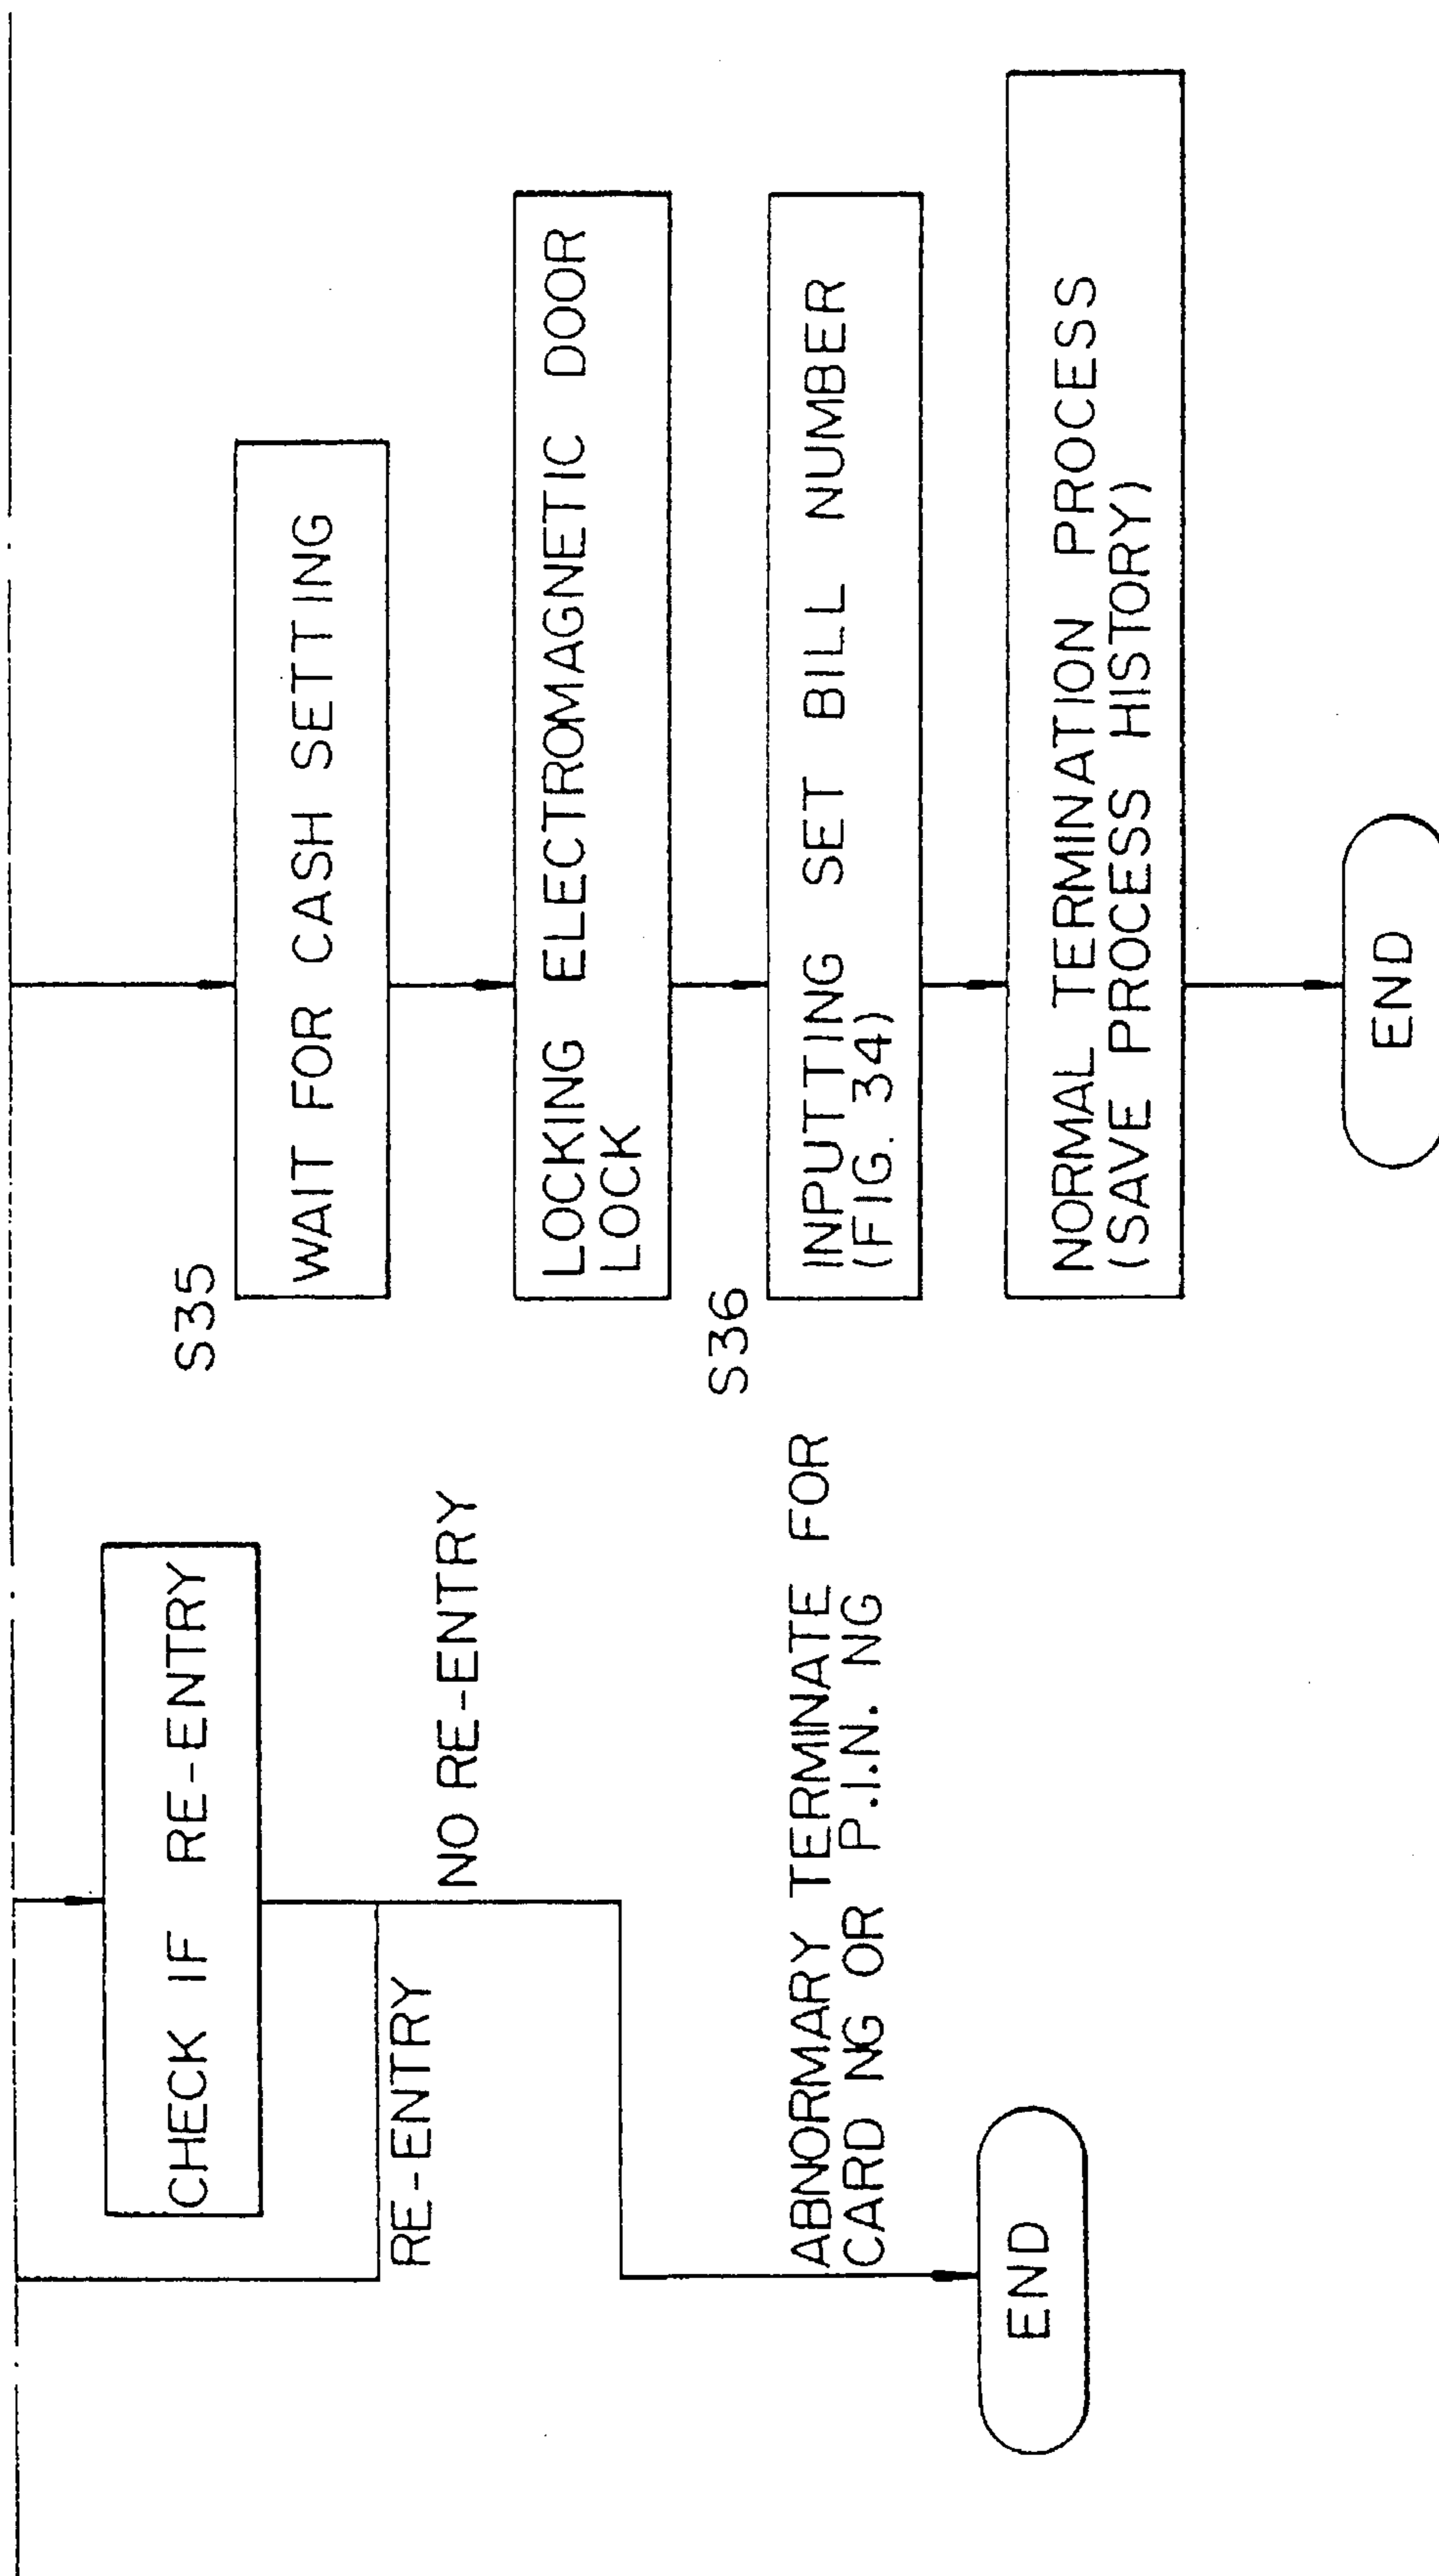 CHECK IF RE-ENTRY
RE-ENTRY
NO RE-ENTRY
ABNORMARY TERMINATE FOR
CARD NG OR P.I.N. NG
END
S35
WAIT FOR CASH SETTING
LOCKING ELECTROMAGNETIC DOOR
LOCK
S36
INPUTTING SET BILL NUMBER
(FIG. 34)
NORMAL TERMINATION PROCESS
(SAVE PROCESS HISTORY)
END